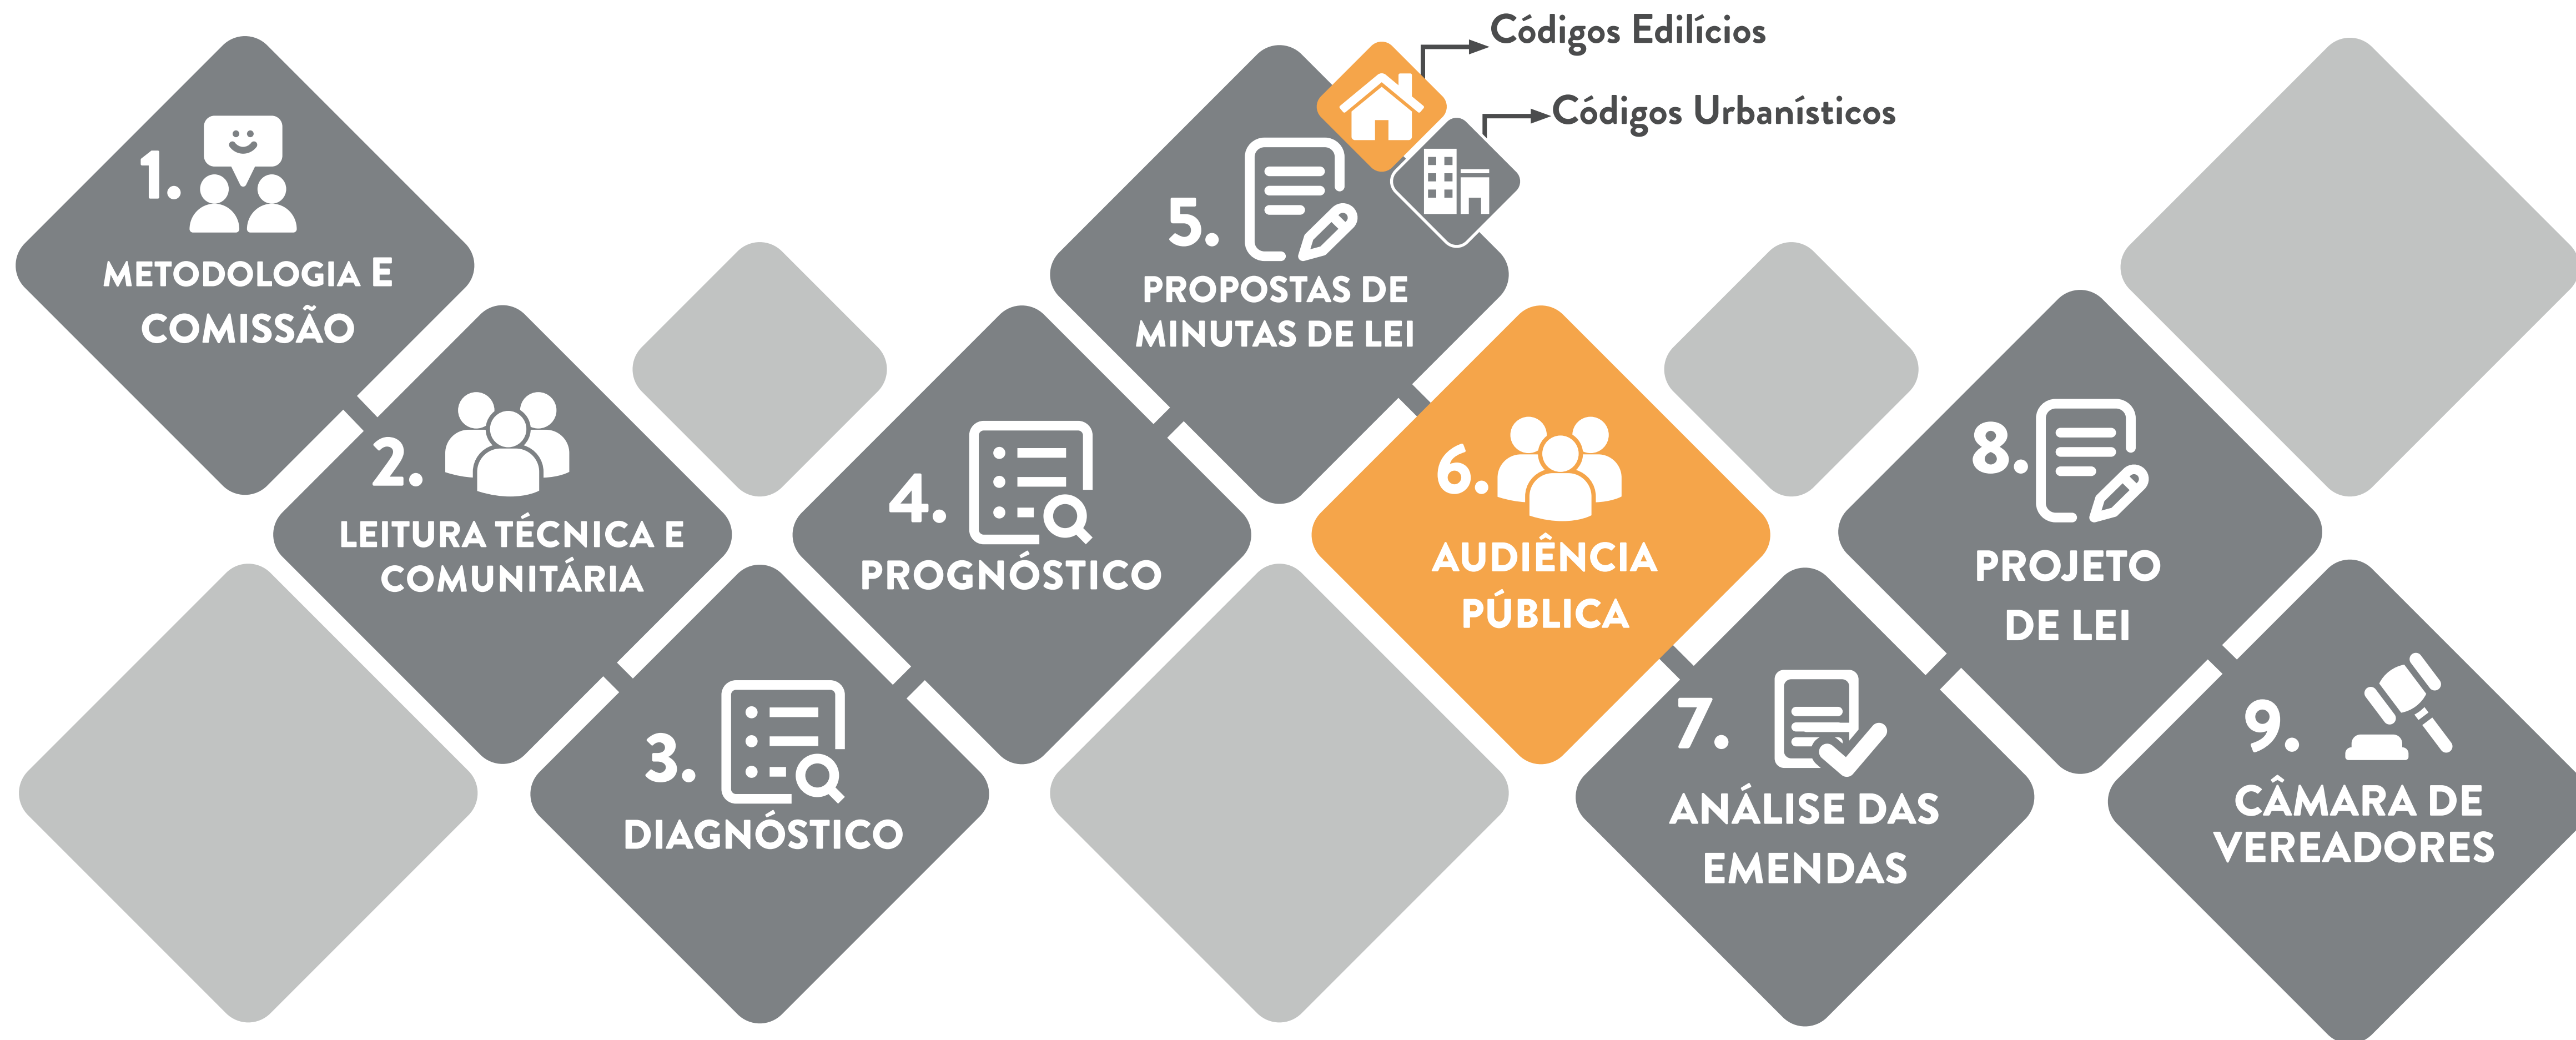 1.
METODOLOGIA E
COMISSÃO
2.
LEITURA TÉCNICA E
COMUNITÁRIA
3.
DIAGNÓSTICO
4.
PROGNÓSTICO
5.
PROPOSTAS DE
MINUTAS DE LEI
Códigos Edilícios
Códigos Urbanísticos
6.
AUDIÊNCIA
PÚBLICA
7.
ANÁLISE DAS
EMENDAS
8.
PROJETO
DE LEI
9.
CÂMARA DE
VEREADORES